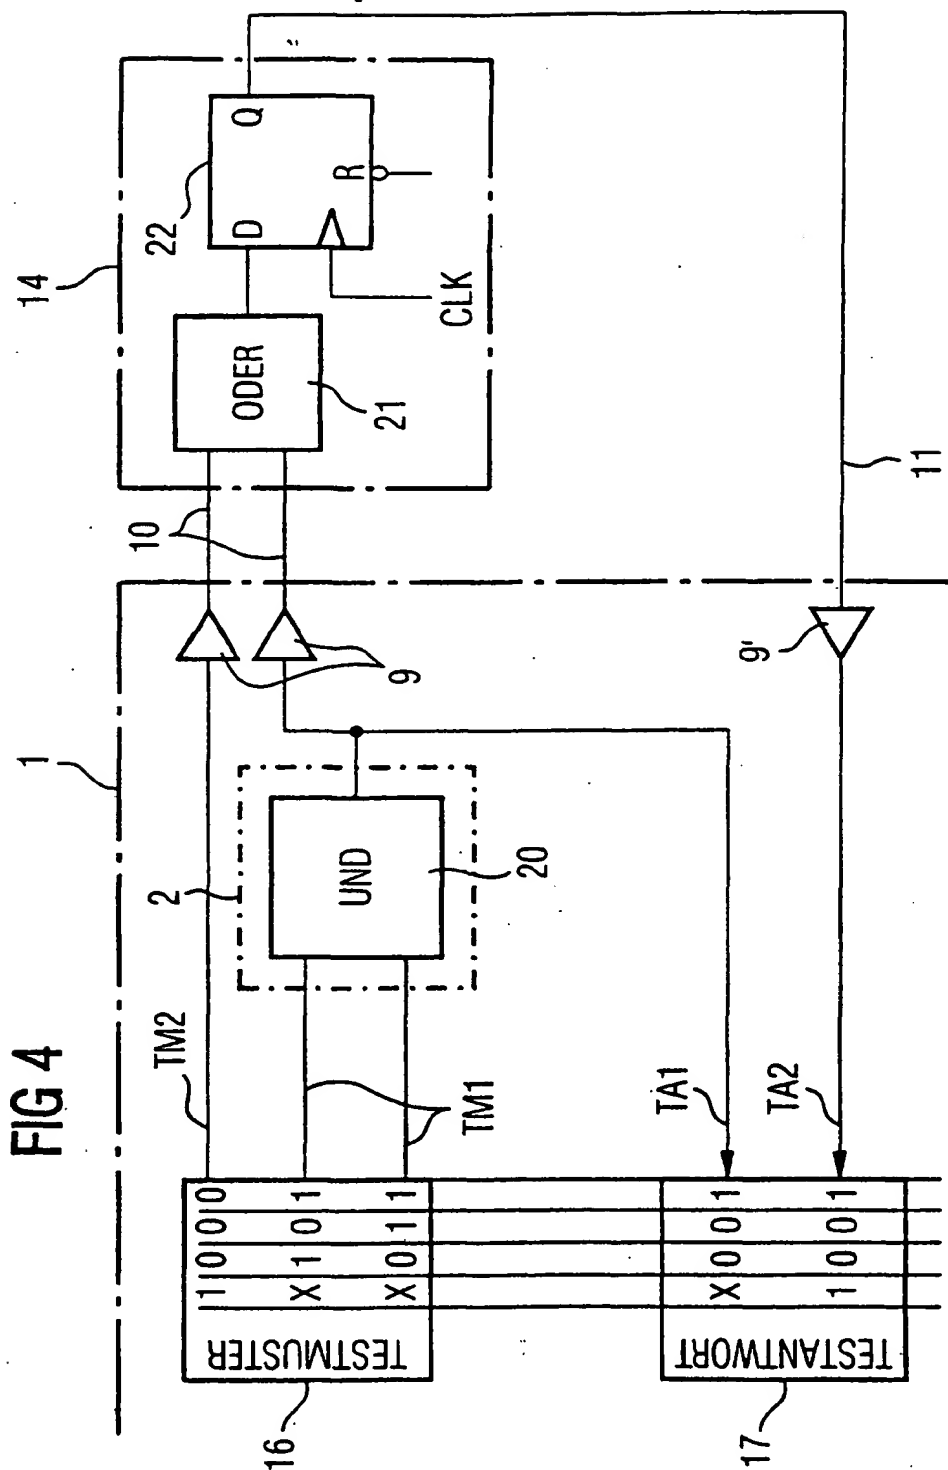 FIG 4
1
14
TM2
2
10
22
16
TESTMUSTER
1 0 0 0
X 1 0 1
X 0 1 1
TM1
UND
20
9
ODER
21
D
Q
R
CLK
TA1
TA2
17
TESTANTWORT
X 0 0 1
1 0 0 1
9'
11